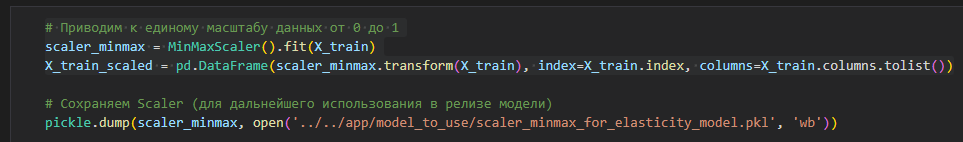 # Приводим к единому масштабу данных от 0 до 1
scaler_minmax = MinMaxScaler().fit(X_train)
X_train_scaled = pd.DataFrame(scaler_minmax.transform(X_train), index=X_train.index, columns=X_train.columns.tolist())
# Сохраняем Scaler (для дальнейшего использования в релизе модели)
pickle.dump(scaler_minmax, open('../../app/model_to_use/scaler_minmax_for_elasticity_model.pkl', 'wb'))